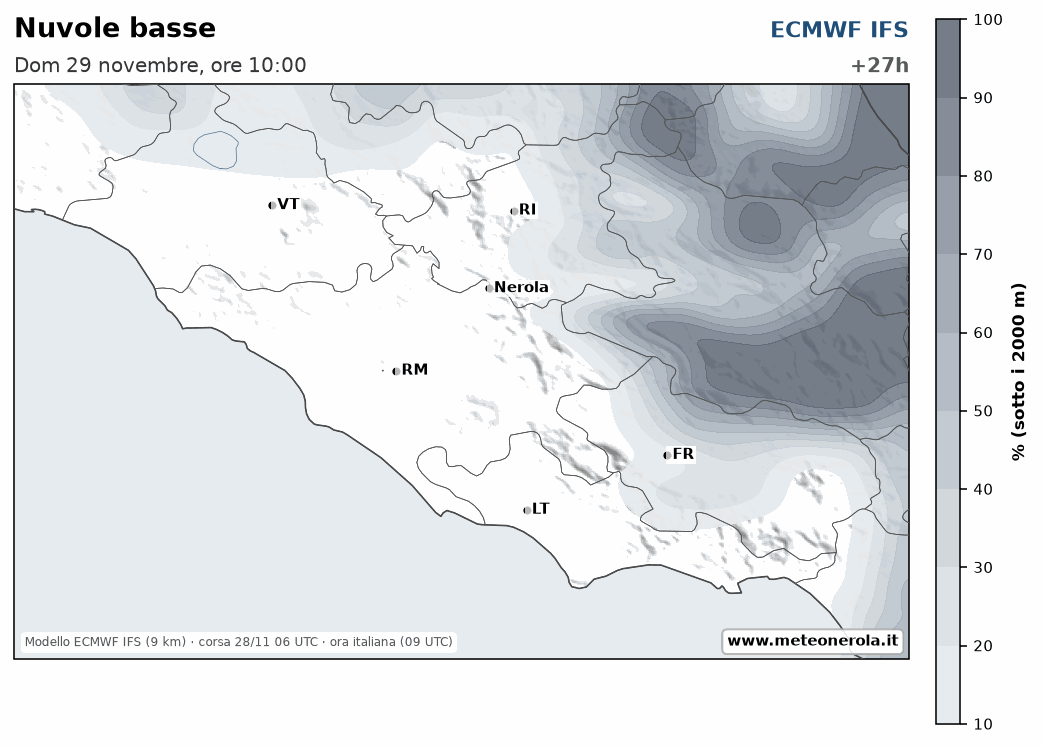 Nuvole basse
ECMWF IFS
Dom 29 novembre, ore 10:00
+27h
VT
RI
Nerola
RM
FR
LT
Modello ECMWF IFS (9 km) · corsa 28/11 06 UTC · ora italiana (09 UTC)
www.meteonerola.it
100
90
80
70
60
50
40
30
20
10
% (sotto i 2000 m)